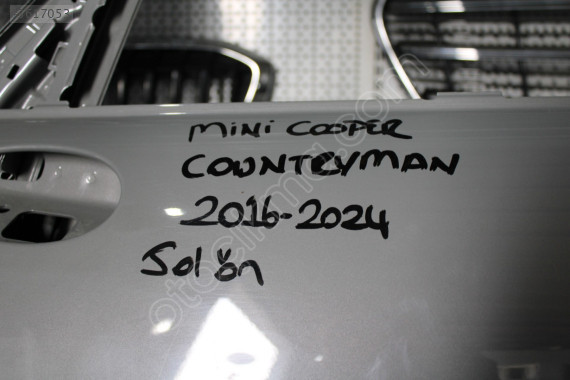 MINI COOPER
COUNTRYMAN
2016-2024
Sol ön